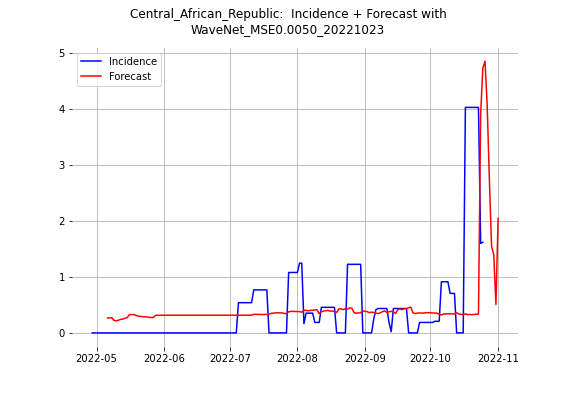 Central_African_Republic:  Incidence + Forecast with
WaveNet_MSE0.0050_20221023
Incidence
Forecast
5
4
3
2
1
0
2022-05 2022-06 2022-07 2022-08 2022-09 2022-10 2022-11